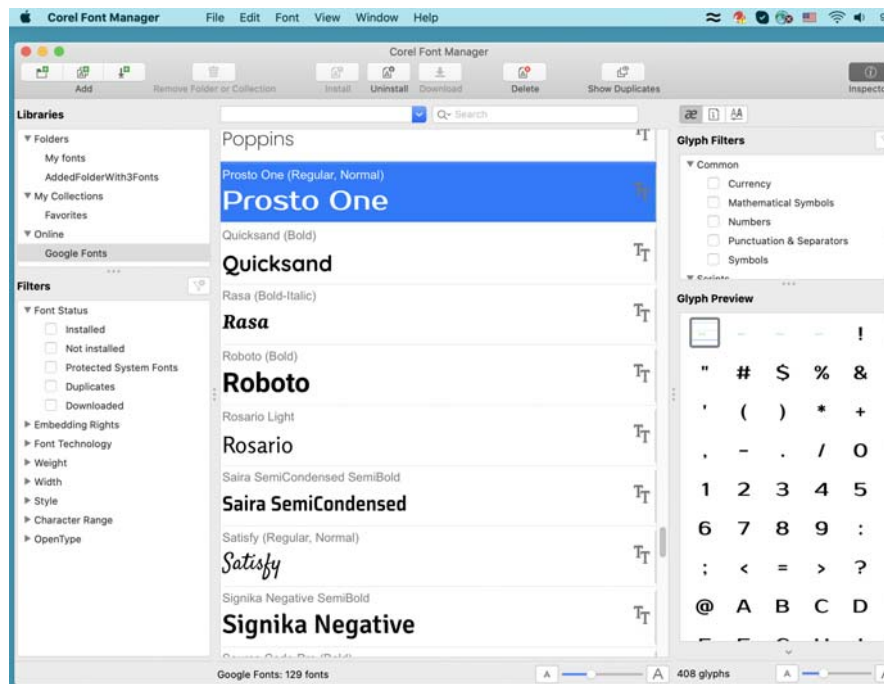 Corel Font Manager File Edit Font View Window Help
Corel Font Manager
Add Remove Folder or Collection Install Uninstall Download Delete Show Duplicates
Libraries
Folders
My fonts
AddedFolderWith3Fonts
My Collections
Favorites
Online
Google Fonts
Filters
Font Status
Installed
Not installed
Protected System Fonts
Duplicates
Downloaded
Embedding Rights
Font Technology
Weight
Width
Style
Character Range
OpenType
Search
Poppins
Prosto One (Regular, Normal)
Prosto One
Quicksand (Bold)
Quicksand
Rasa (Bold-Italic)
Rasa
Roboto (Bold)
Roboto
Rosario Light
Rosario
Saira SemiCondensed SemiBold
Saira SemiCondensed
Satisfy (Regular, Normal)
Satisfy
Signika Negative SemiBold
Signika Negative
Google Fonts: 129 fonts
A A
Glyph Filters
Common
Currency
Mathematical Symbols
Numbers
Punctuation & Separators
Symbols
Scripts
Glyph Preview
!
" # $ % &
' ( ) * +
, - . / 0
1 2 3 4 5
6 7 8 9 :
; < = > ?
@ A B C D
408 glyphs A